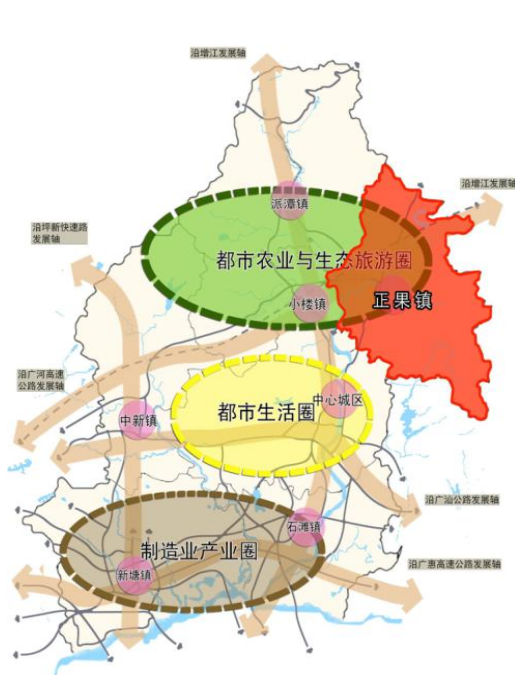 沿增江发展轴
沿增江发展轴
派潭镇
沿坪新快速路
发展轴
都市农业与生态旅游圈
小楼镇
正果镇
沿广河高速
公路发展轴
中心城区
都市生活圈
中新镇
沿广汕公路发展轴
石滩镇
制造业产业圈
沿广惠高速公路发展轴
新塘镇